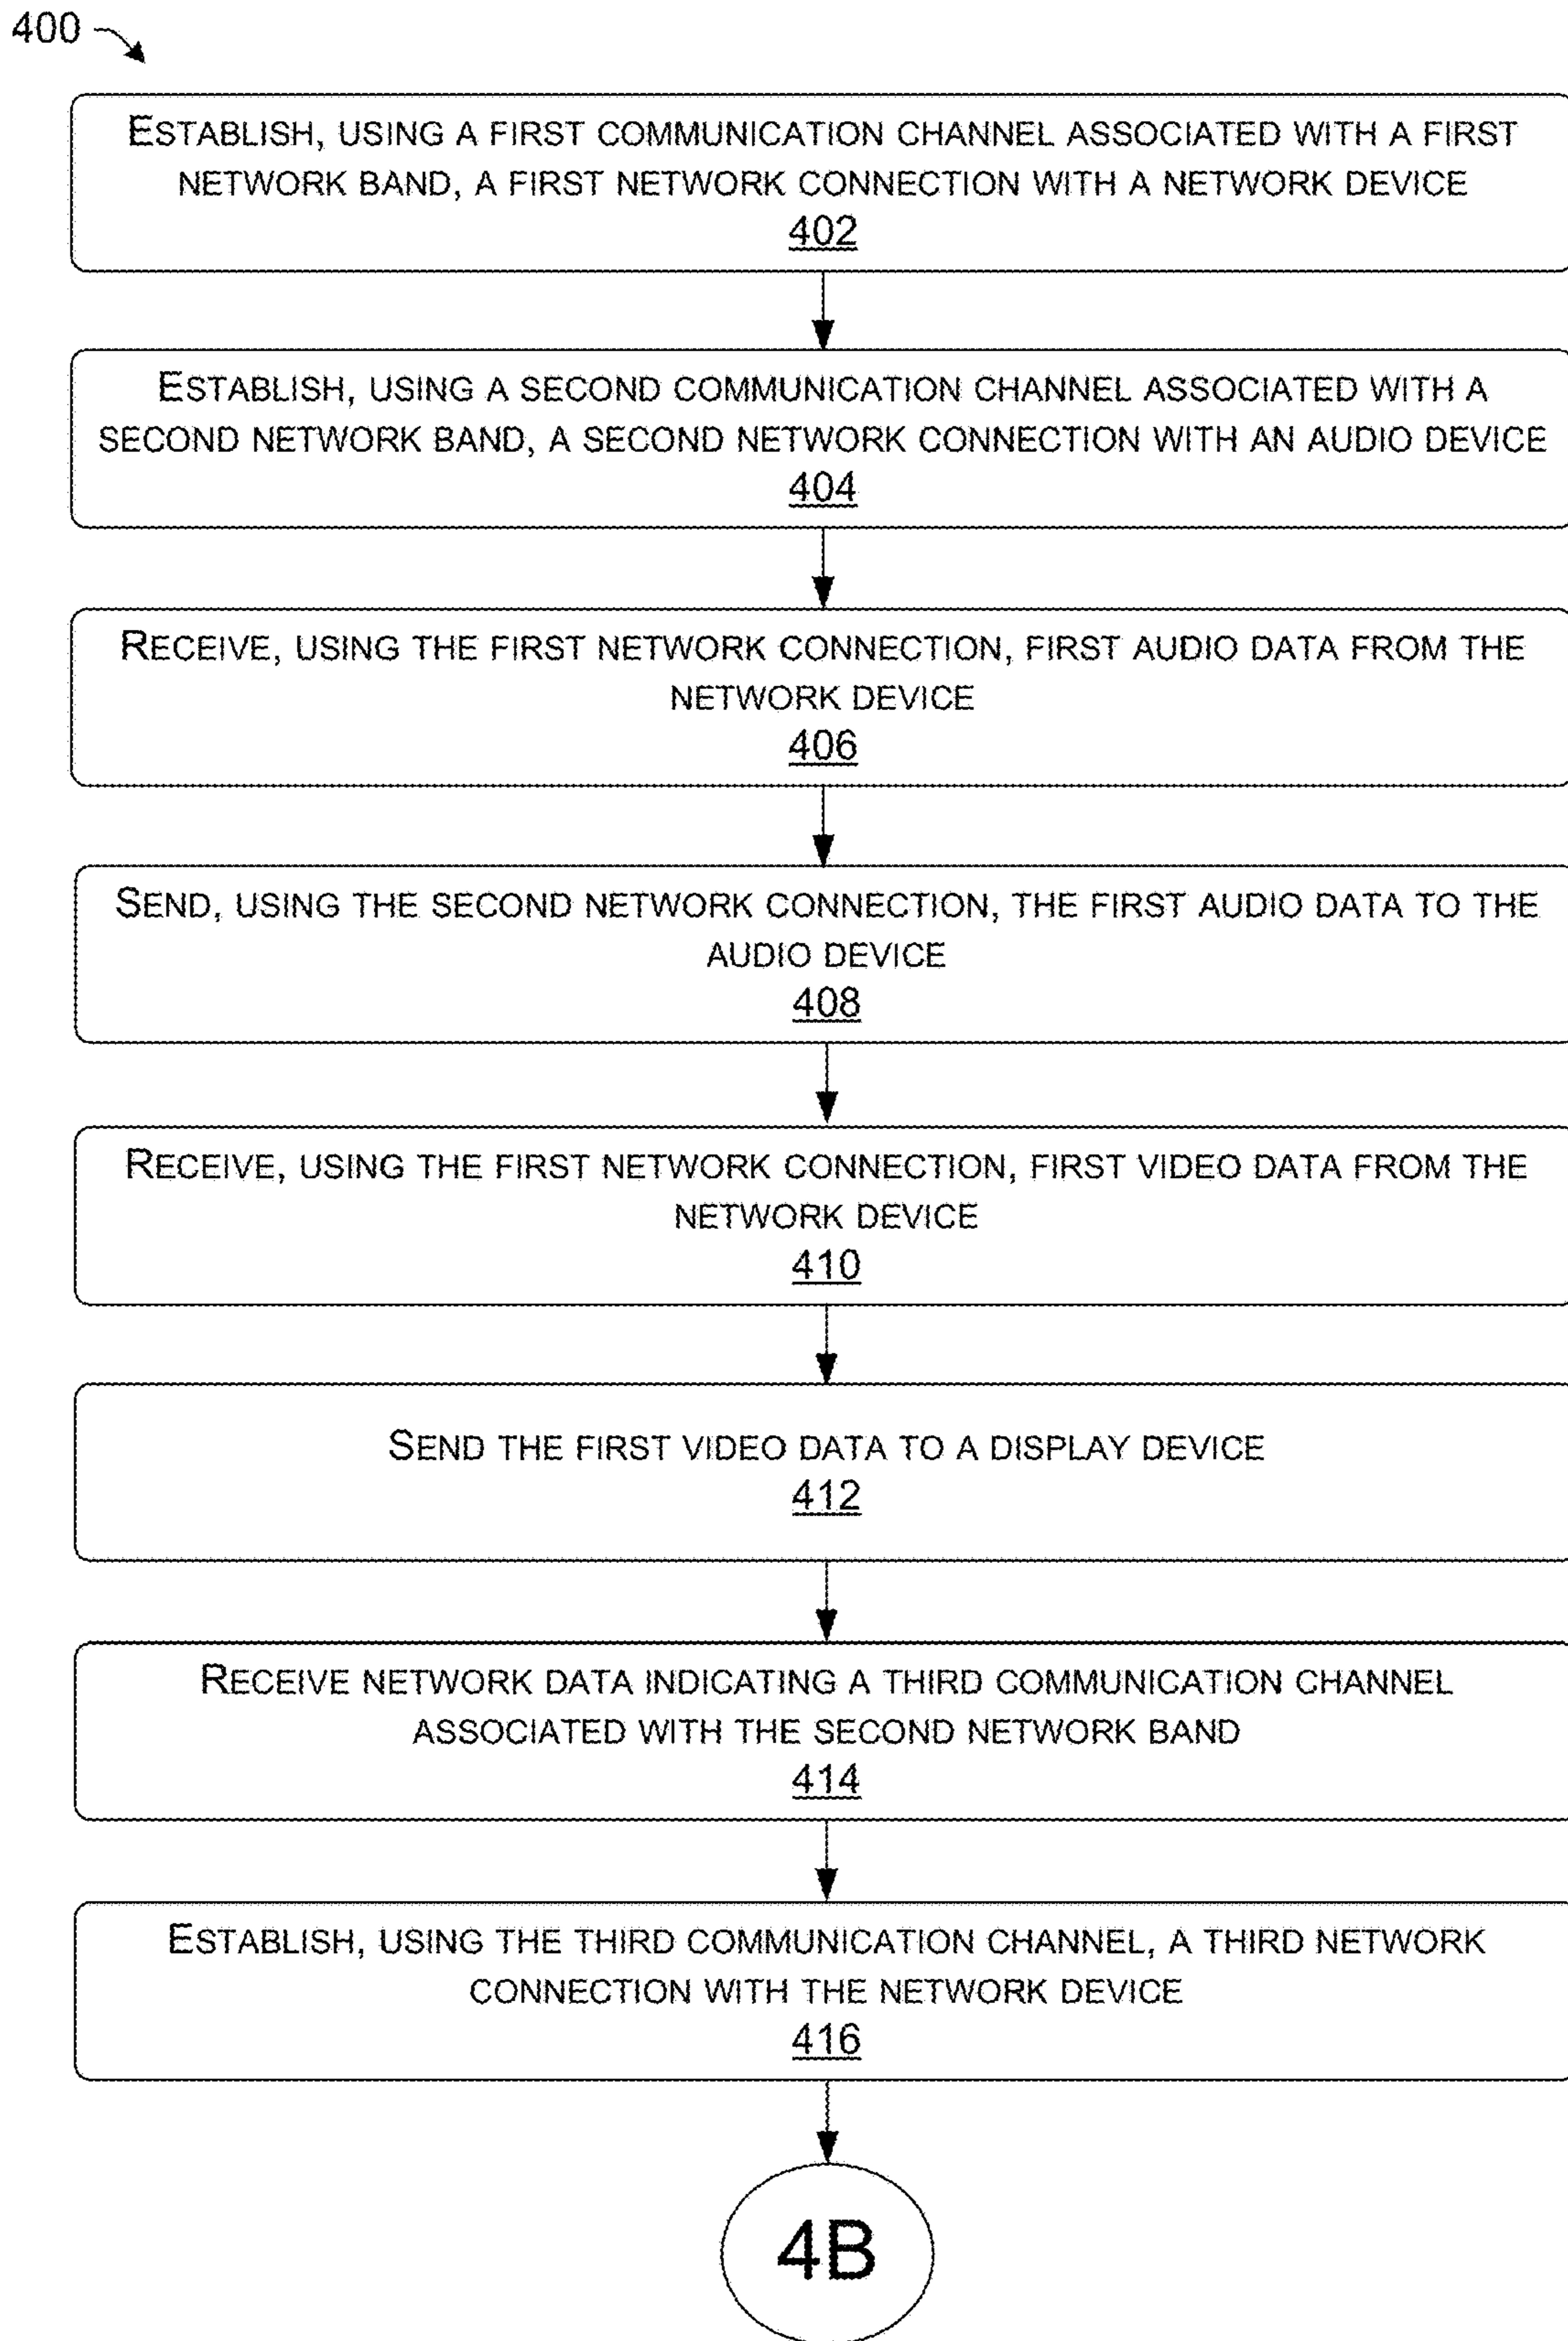 400
ESTABLISH, USING A FIRST COMMUNICATION CHANNEL ASSOCIATED WITH A FIRST
NETWORK BAND, A FIRST NETWORK CONNECTION WITH A NETWORK DEVICE
402
ESTABLISH, USING A SECOND COMMUNICATION CHANNEL ASSOCIATED WITH A
SECOND NETWORK BAND, A SECOND NETWORK CONNECTION WITH AN AUDIO DEVICE
404
RECEIVE, USING THE FIRST NETWORK CONNECTION, FIRST AUDIO DATA FROM THE
NETWORK DEVICE
406
SEND, USING THE SECOND NETWORK CONNECTION, THE FIRST AUDIO DATA TO THE
AUDIO DEVICE
408
RECEIVE, USING THE FIRST NETWORK CONNECTION, FIRST VIDEO DATA FROM THE
NETWORK DEVICE
410
SEND THE FIRST VIDEO DATA TO A DISPLAY DEVICE
412
RECEIVE NETWORK DATA INDICATING A THIRD COMMUNICATION CHANNEL
ASSOCIATED WITH THE SECOND NETWORK BAND
414
ESTABLISH, USING THE THIRD COMMUNICATION CHANNEL, A THIRD NETWORK
CONNECTION WITH THE NETWORK DEVICE
416
4B